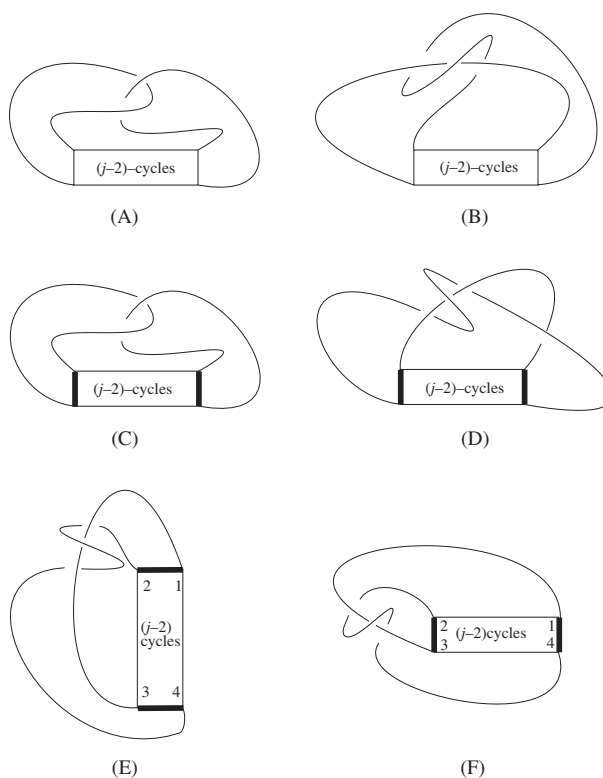 (j–2)–cycles
(j–2)–cycles
(A)
(B)
(j–2)–cycles
(j–2)–cycles
(C)
(D)
2 1
(j–2)
cycles
3 4
2 (j–2)cycles 1
3 4
(E)
(F)